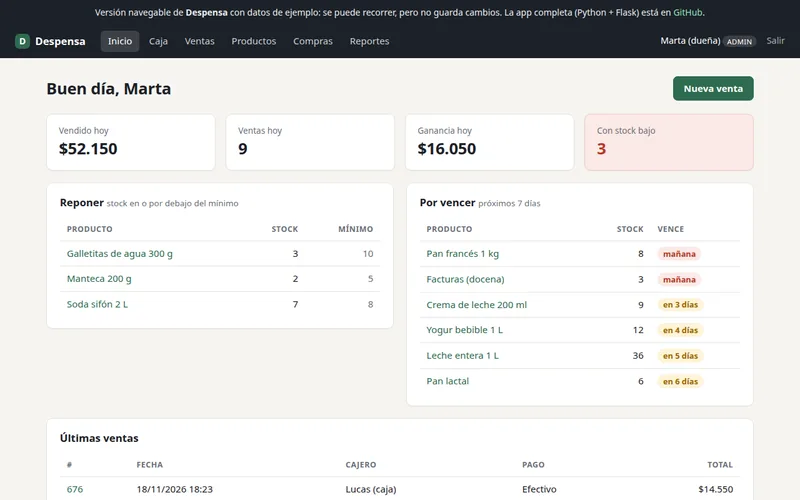 Versión navegable de Despensa con datos de ejemplo: se puede recorrer, pero no guarda cambios. La app completa (Python + Flask) está en GitHub.
D Despensa Inicio Caja Ventas Productos Compras Reportes Marta (dueña) ADMIN Salir
Buen día, Marta
Nueva venta
Vendido hoy
$52.150
Ventas hoy
9
Ganancia hoy
$16.050
Con stock bajo
3
Reponer stock en o por debajo del mínimo
PRODUCTO STOCK MÍNIMO
Galletitas de agua 300 g 3 10
Manteca 200 g 2 5
Soda sifón 2 L 7 8
Por vencer próximos 7 días
PRODUCTO STOCK VENCE
Pan francés 1 kg 8 mañana
Facturas (docena) 3 mañana
Crema de leche 200 ml 9 en 3 días
Yogur bebible 1 L 12 en 4 días
Leche entera 1 L 36 en 5 días
Pan lactal 6 en 6 días
Últimas ventas
# FECHA CAJERO PAGO TOTAL
676 18/11/2026 18:23 Lucas (caja) Efectivo $14.550